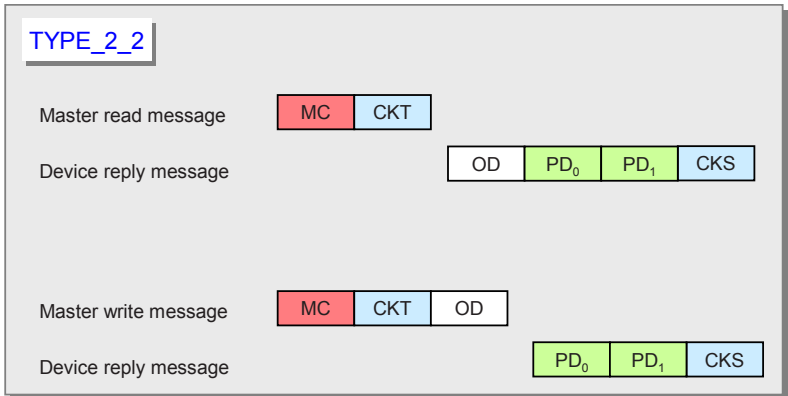 TYPE_2_2
Master read message MC CKT
Device reply message OD PD₀ PD₁ CKS
Master write message MC CKT OD
Device reply message PD₀ PD₁ CKS